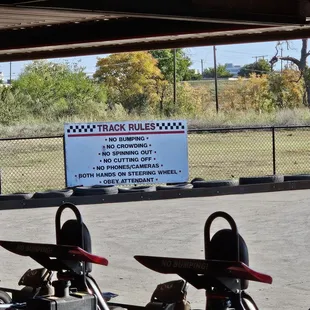 TRACK RULES
• NO BUMPING •
• NO CROWDING •
• NO SPINNING OUT •
• NO CUTTING OFF •
• NO PHONES/CAMERAS •
• BOTH HANDS ON STEERING WHEEL •
• OBEY ATTENDANT •